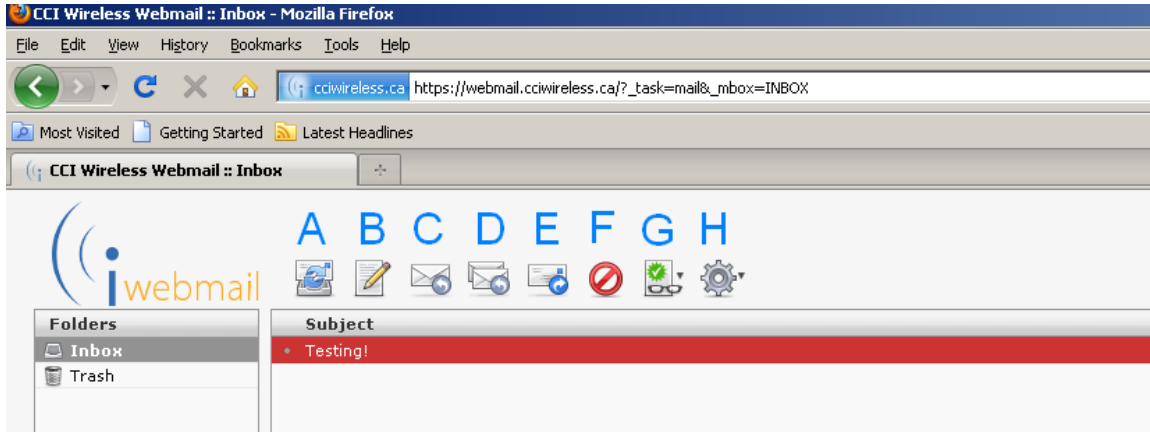 CCI Wireless Webmail :: Inbox - Mozilla Firefox
File Edit View History Bookmarks Tools Help
cciwireless.ca https://webmail.cciwireless.ca/?_task=mail&_mbox=INBOX
Most Visited Getting Started Latest Headlines
CCI Wireless Webmail :: Inbox
A B C D E F G H
webmail
Folders Subject
Inbox Testing!
Trash